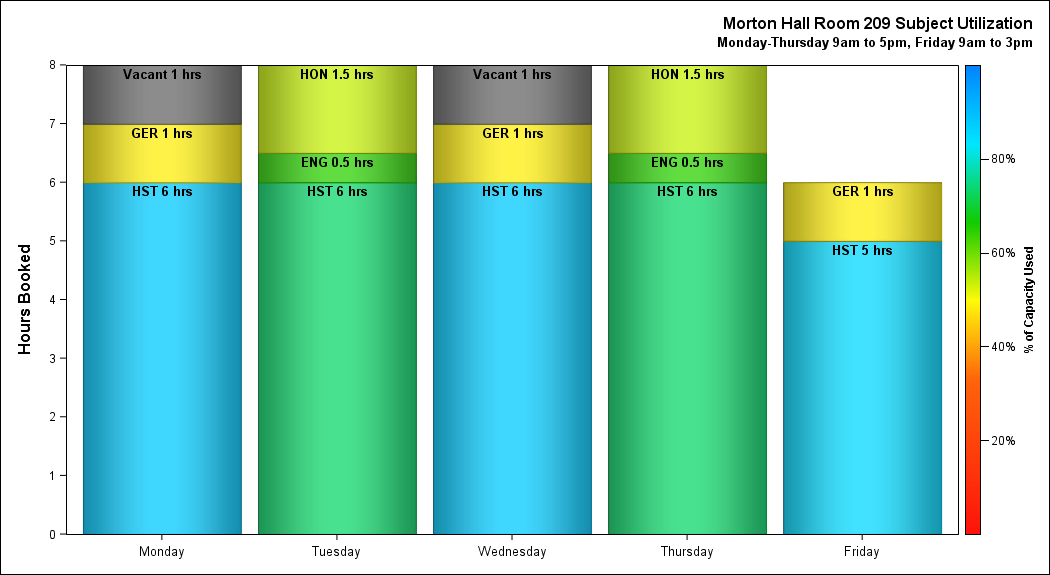 Morton Hall Room 209 Subject Utilization
Monday-Thursday 9am to 5pm, Friday 9am to 3pm
Hours Booked
8
7
6
5
4
3
2
1
0
Vacant 1 hrs
GER 1 hrs
HST 6 hrs
HON 1.5 hrs
ENG 0.5 hrs
HST 6 hrs
Vacant 1 hrs
GER 1 hrs
HST 6 hrs
HON 1.5 hrs
ENG 0.5 hrs
HST 6 hrs
GER 1 hrs
HST 5 hrs
Monday
Tuesday
Wednesday
Thursday
Friday
80%
60%
40%
20%
% of Capacity Used